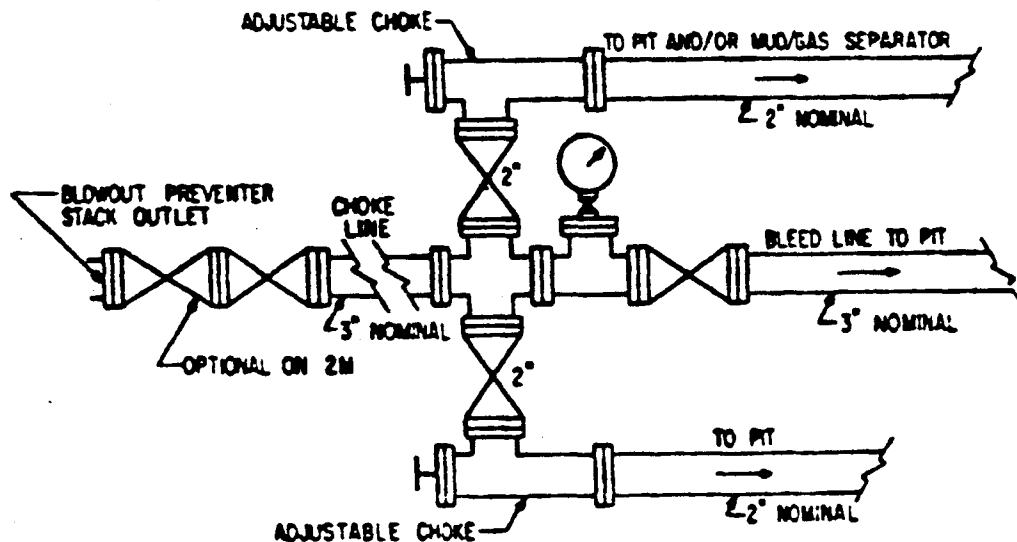 ADJUSTABLE CHOKE
TO PIT AND/OR MUD/GAS SEPARATOR
2" NOMINAL
2"
BLOWOUT PREVENTER
STACK OUTLET
CHOKE
LINE
BLEED LINE TO PIT
3" NOMINAL
3" NOMINAL
OPTIONAL ON 2M
2"
TO PIT
2" NOMINAL
ADJUSTABLE CHOKE